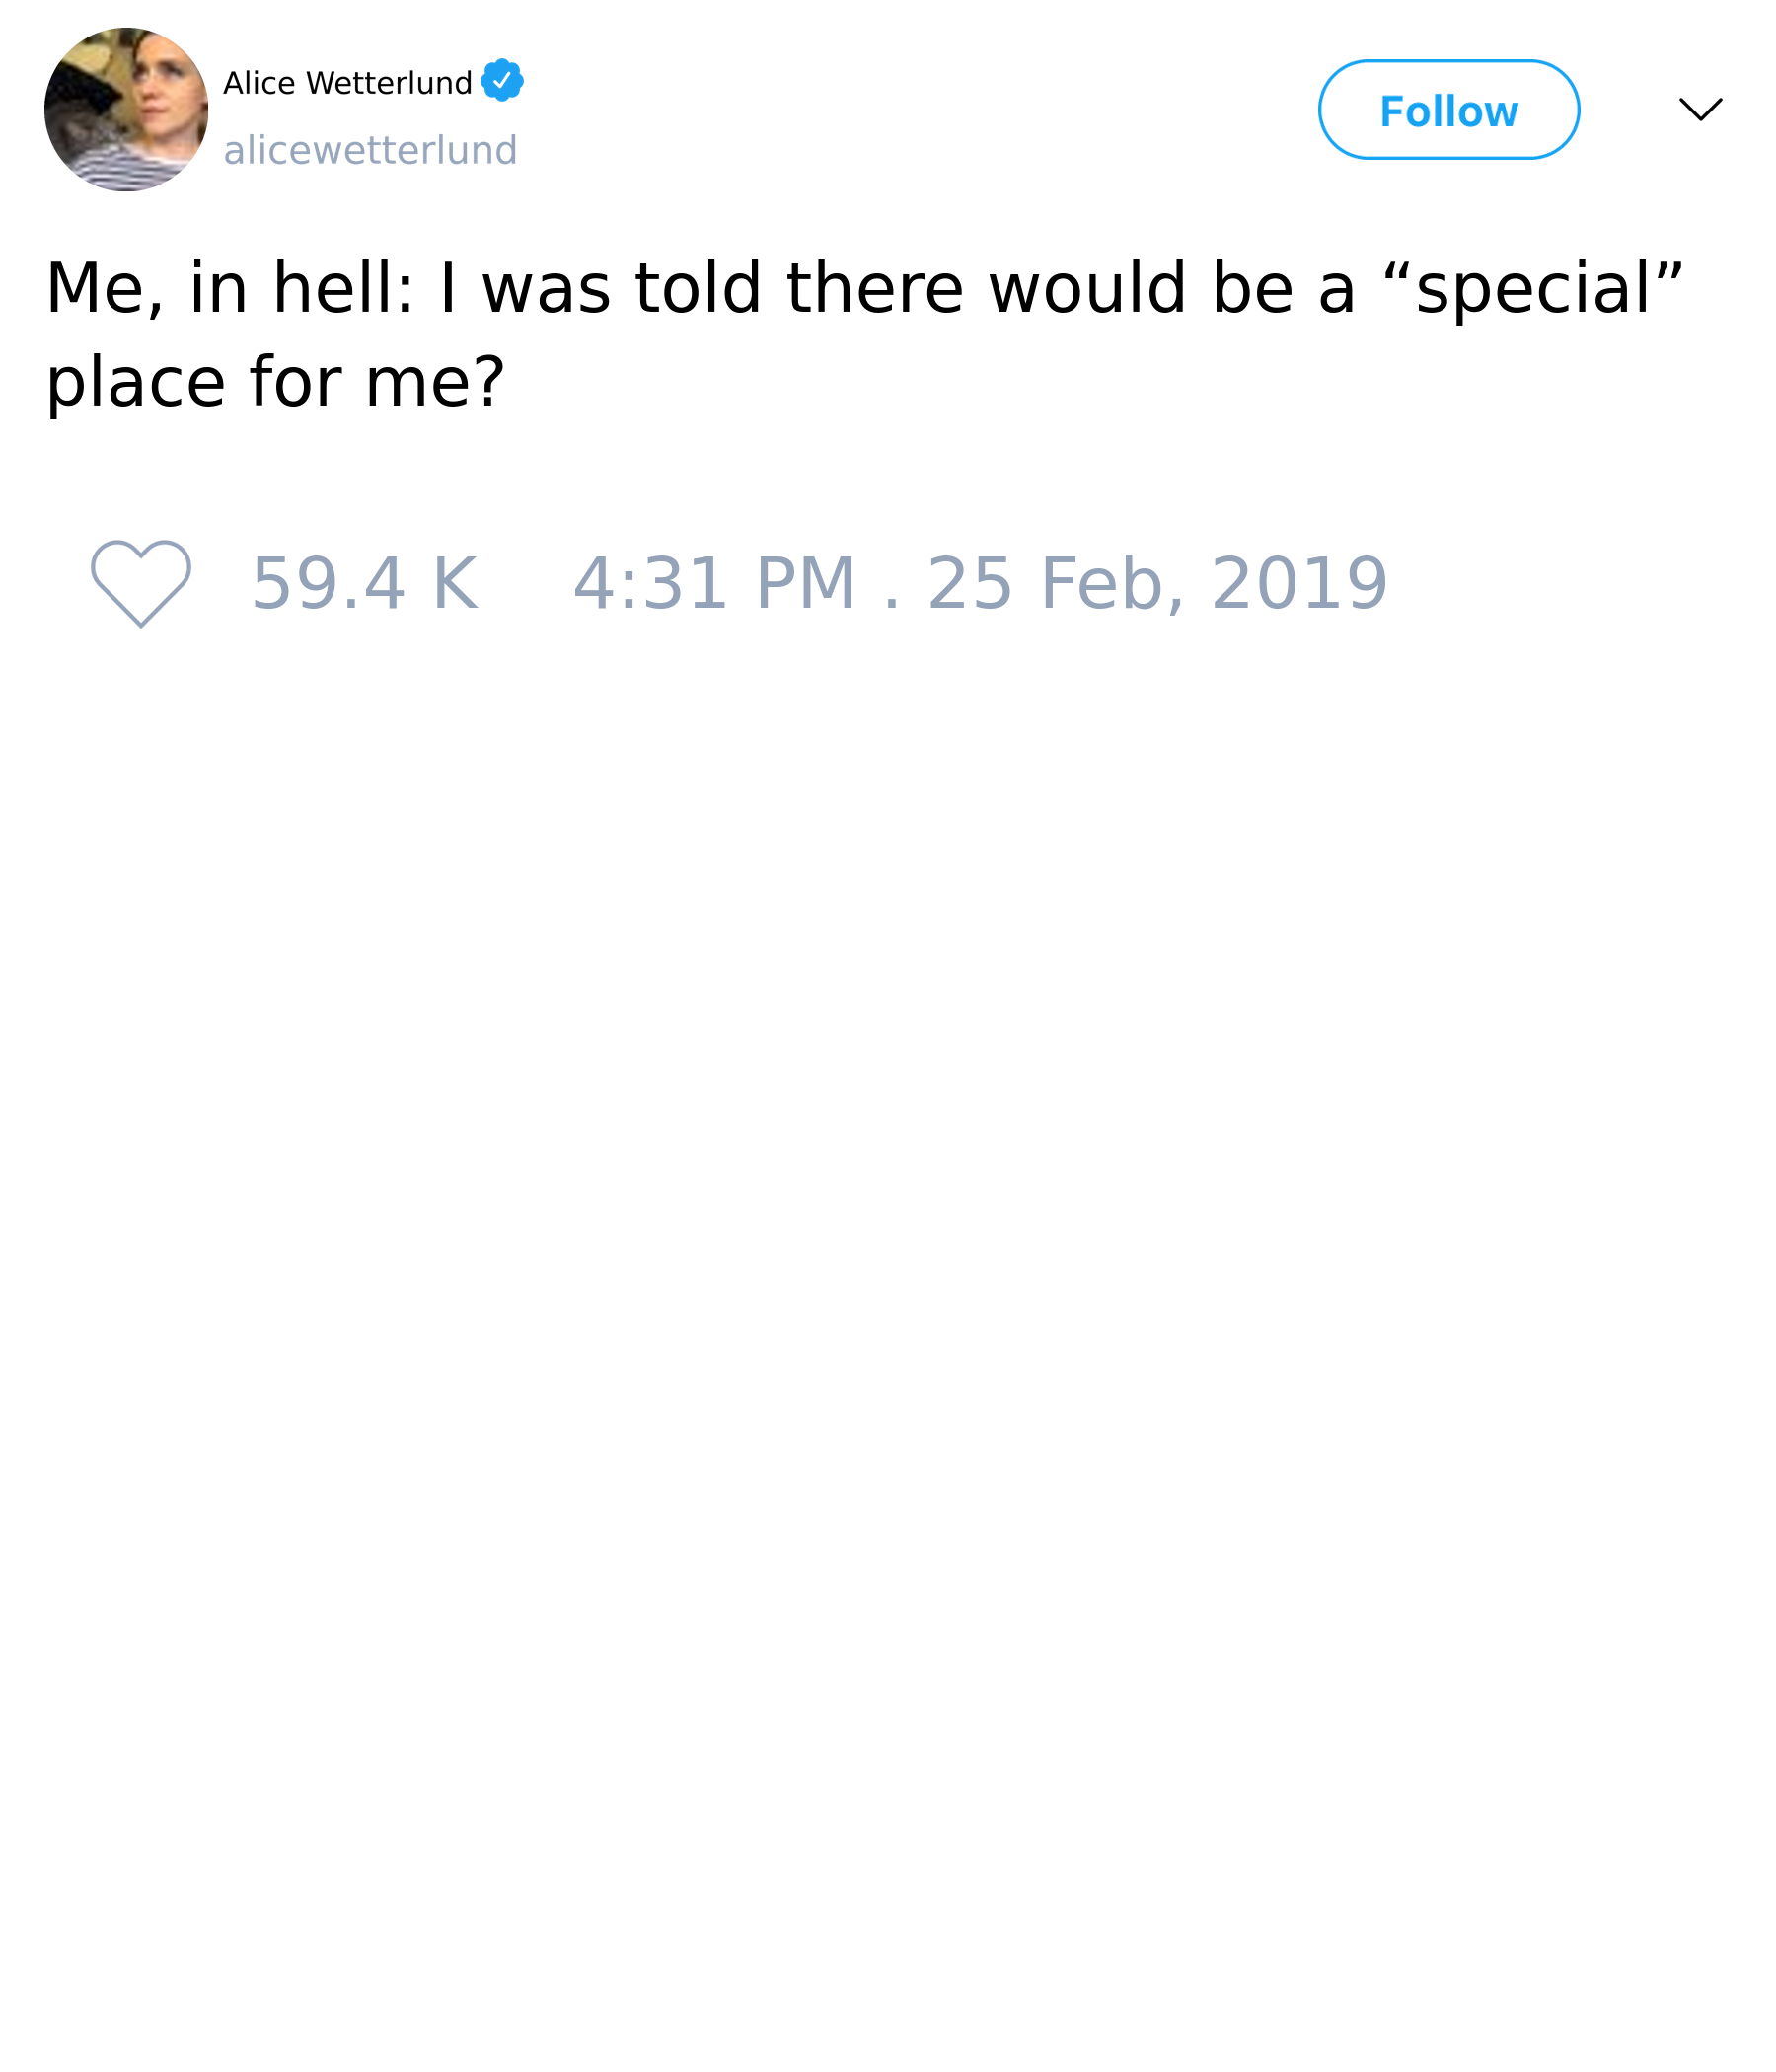 Alice Wetterlund
alicewetterlund
Follow
Me, in hell: I was told there would be a “special”
place for me?
59.4 K 4:31 PM . 25 Feb, 2019